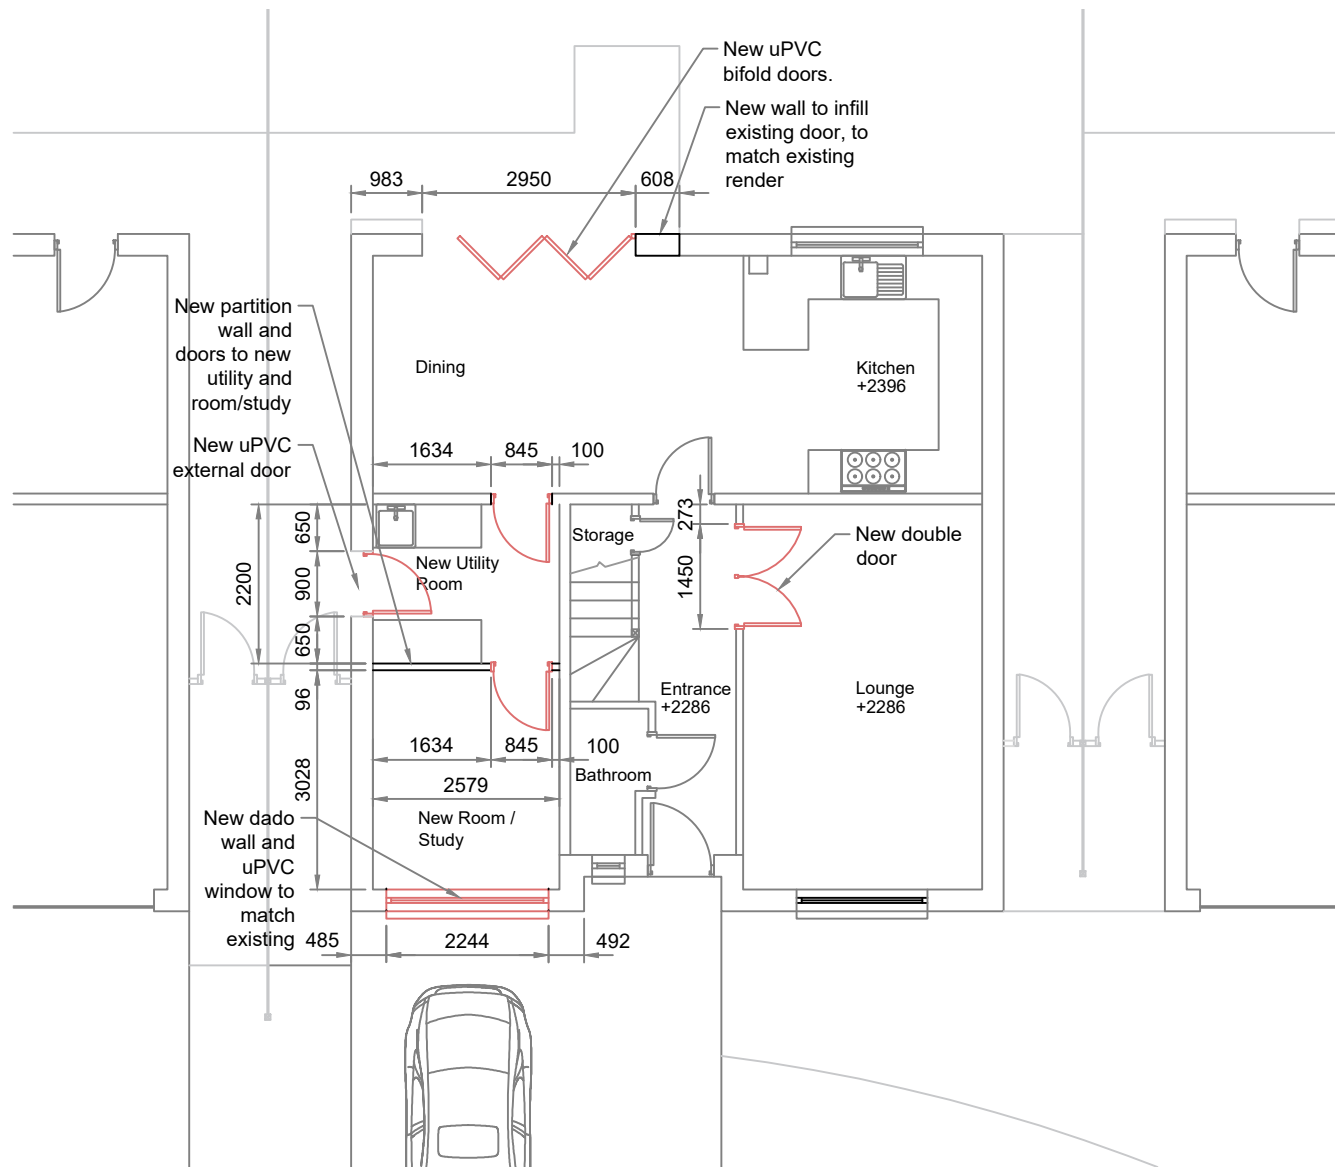 New uPVC
bifold doors.
New wall to infill
existing door, to
match existing
render
983
2950
608
New partition
wall and
doors to new
utility and
room/study
Dining
Kitchen
+2396
New uPVC
external door
1634
845
100
650
900
650
2200
96
3028
New Utility
Room
Storage
273
1450
New double
door
Entrance
+2286
Lounge
+2286
1634
845
100
2579
Bathroom
New Room /
Study
New dado
wall and
uPVC
window to
match
existing
485
2244
492